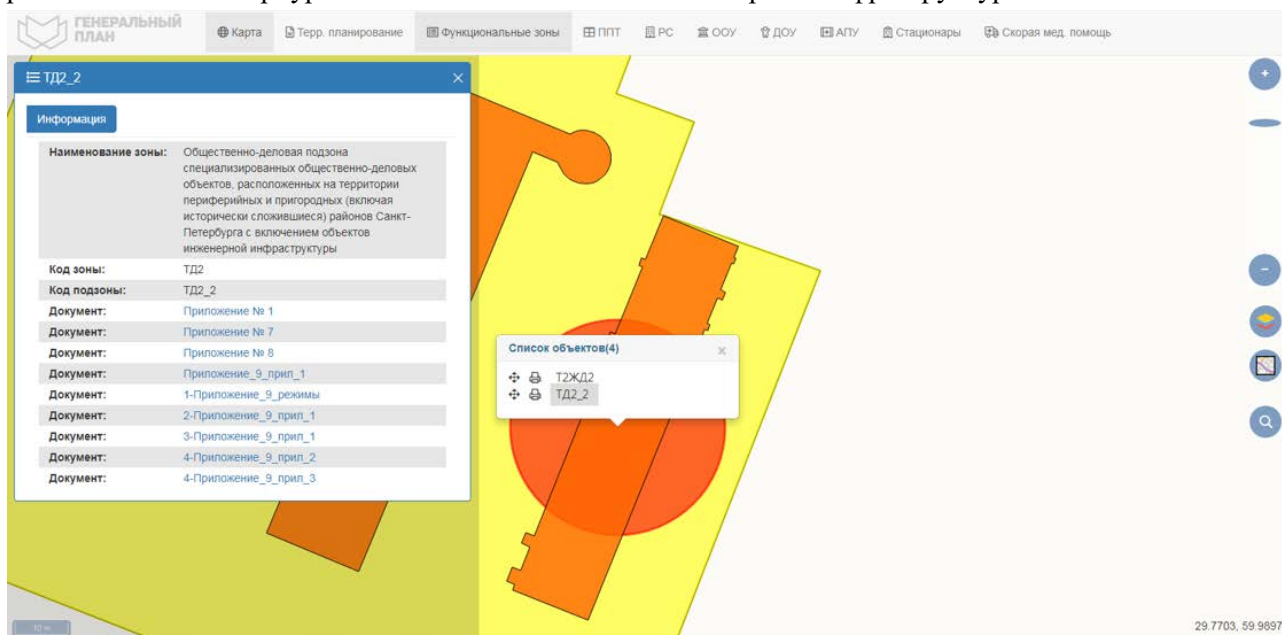 ГЕНЕРАЛЬНЫЙ
ПЛАН
Карта
Терр. планирование
Функциональные зоны
ППТ
РС
ООУ
ДОУ
АПУ
Стационары
Скорая мед. помощь
ТД2_2
×
Информация
Наименование зоны: Общественно-деловая подзона
специализированных общественно-деловых
объектов, расположенных на территории
периферийных и пригородных (включая
исторически сложившиеся) районов Санкт-
Петербурга с включением объектов
инженерной инфраструктуры
Код зоны: ТД2
Код подзоны: ТД2_2
Документ: Приложение № 1
Документ: Приложение № 7
Документ: Приложение № 8
Документ: Приложение_9_прил_1
Документ: 1-Приложение_9_режимы
Документ: 2-Приложение_9_прил_1
Документ: 3-Приложение_9_прил_1
Документ: 4-Приложение_9_прил_2
Документ: 4-Приложение_9_прил_3
Список объектов(4) ×
Т2ЖД2
ТД2_2
+
-
10 m
29.7703, 59.9897